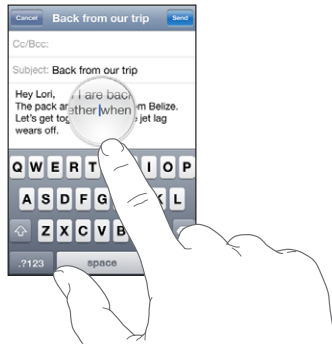 Cancel Back from our trip Send
Cc/Bcc:
Subject: Back from our trip
Hey Lori, I are back
The pack om Belize.
Let's get tog ether when e jet lag
wears off.
Q W E R T I O P
A S D F G K L
Z X C V B
.?123 space